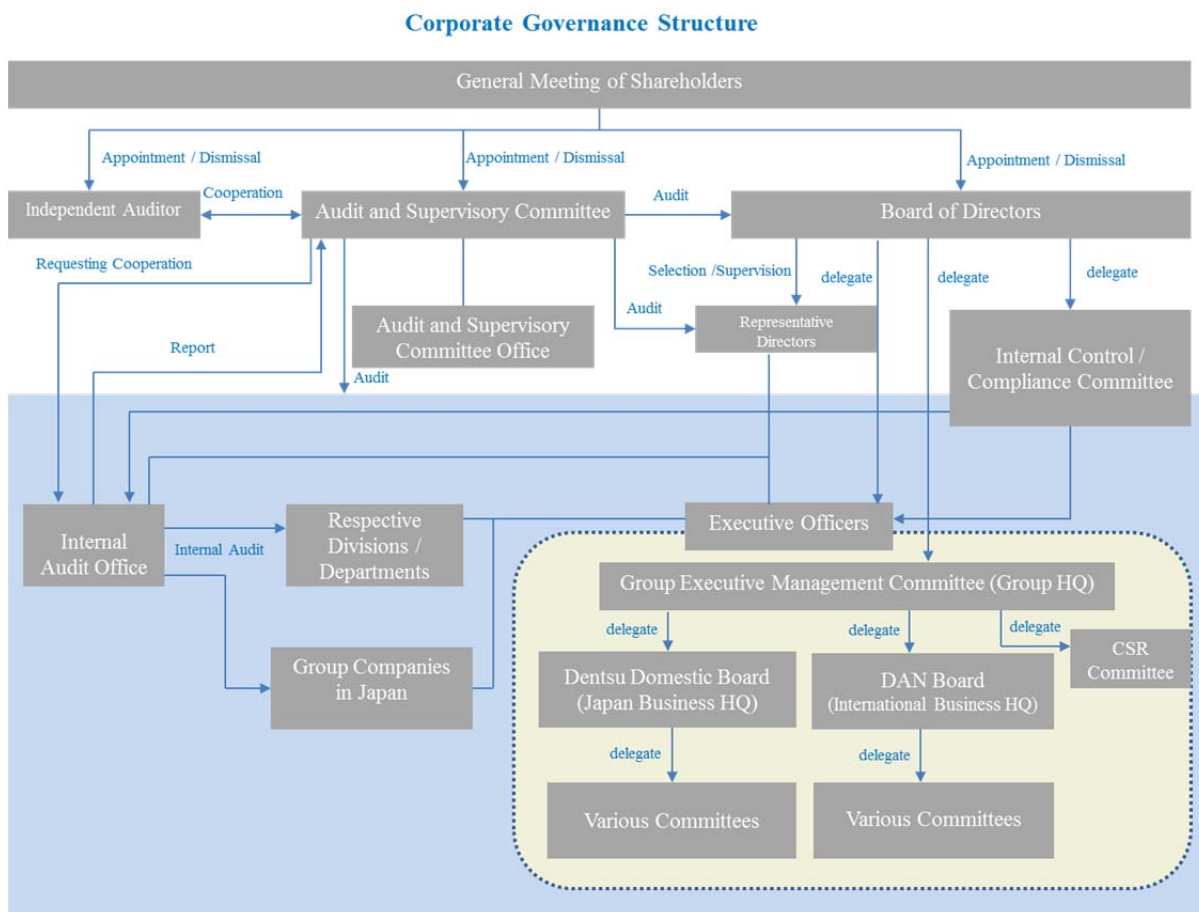 Corporate Governance Structure
General Meeting of Shareholders
Appointment / Dismissal
Appointment / Dismissal
Appointment / Dismissal
Independent Auditor
Cooperation
Audit and Supervisory Committee
Audit
Board of Directors
Requesting Cooperation
Selection /Supervision
delegate
delegate
delegate
Audit and Supervisory
Committee Office
Audit
Representative
Directors
Internal Control /
Compliance Committee
Report
Audit
Internal
Audit Office
Internal Audit
Respective
Divisions /
Departments
Executive Officers
Group Companies
in Japan
Group Executive Management Committee (Group HQ)
delegate
delegate
delegate
CSR
Committee
Dentsu Domestic Board
(Japan Business HQ)
DAN Board
(International Business HQ)
delegate
delegate
Various Committees
Various Committees